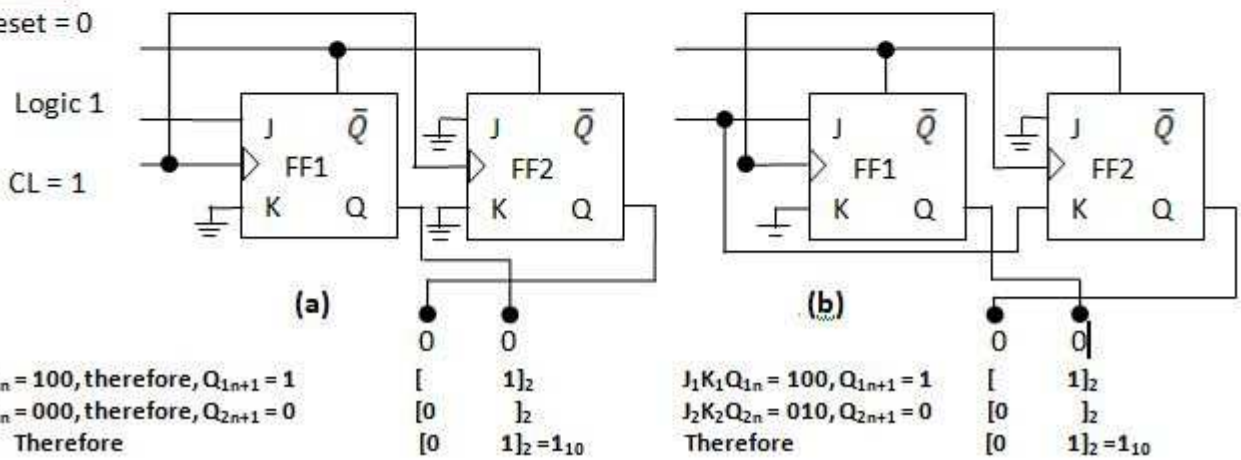 eset = 0
Logic 1
CL = 1
J Q̅
FF1
K Q
J Q̅
FF2
K Q
(a)
0 0
n = 100, therefore, Q1n+1 = 1 [ 1]2
n = 000, therefore, Q2n+1 = 0 [0 ]2
Therefore [0 1]2 =110
J Q̅
FF1
K Q
J Q̅
FF2
K Q
(b)
0 0
J1K1Q1n = 100, Q1n+1 = 1 [ 1]2
J2K2Q2n = 010, Q2n+1 = 0 [0 ]2
Therefore [0 1]2 =110